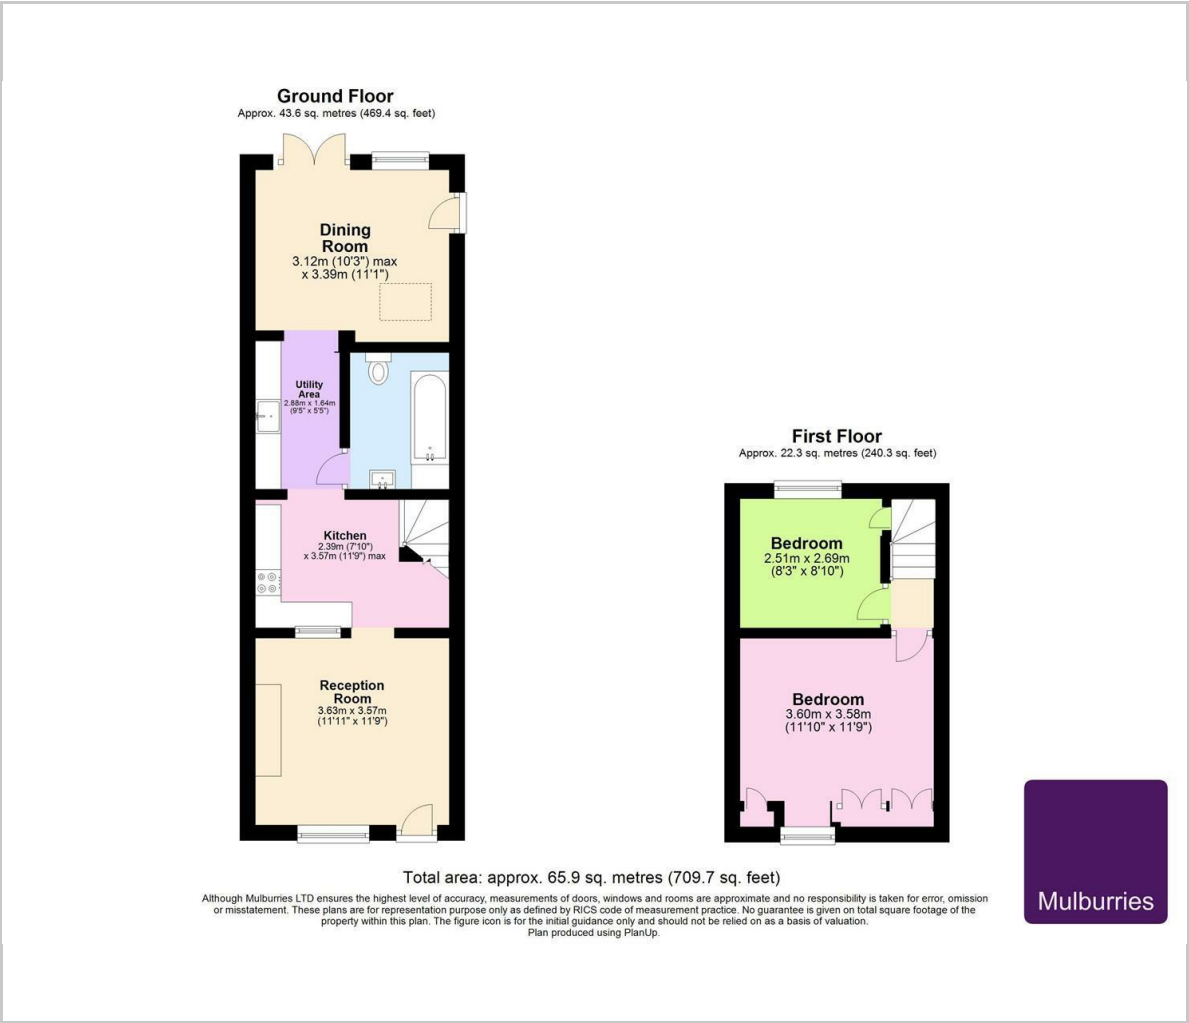 Ground Floor
Approx. 43.6 sq. metres (469.4 sq. feet)
Dining
Room
3.12m (10'3") max
x 3.39m (11'1")
Utility
Area
2.88m x 1.64m
(9'5" x 5'5")
Kitchen
2.39m (7'10")
x 3.57m (11'9") max
Reception
Room
3.63m x 3.57m
(11'11" x 11'9")
First Floor
Approx. 22.3 sq. metres (240.3 sq. feet)
Bedroom
2.51m x 2.69m
(8'3" x 8'10")
Bedroom
3.60m x 3.58m
(11'10" x 11'9")
Mulburries
Total area: approx. 65.9 sq. metres (709.7 sq. feet)
Although Mulburries LTD ensures the highest level of accuracy, measurements of doors, windows and rooms are approximate and no responsibility is taken for error, omission
or misstatement. These plans are for representation purpose only as defined by RICS code of measurement practice. No guarantee is given on total square footage of the
property within this plan. The figure icon is for the initial guidance only and should not be relied on as a basis of valuation.
Plan produced using PlanUp.